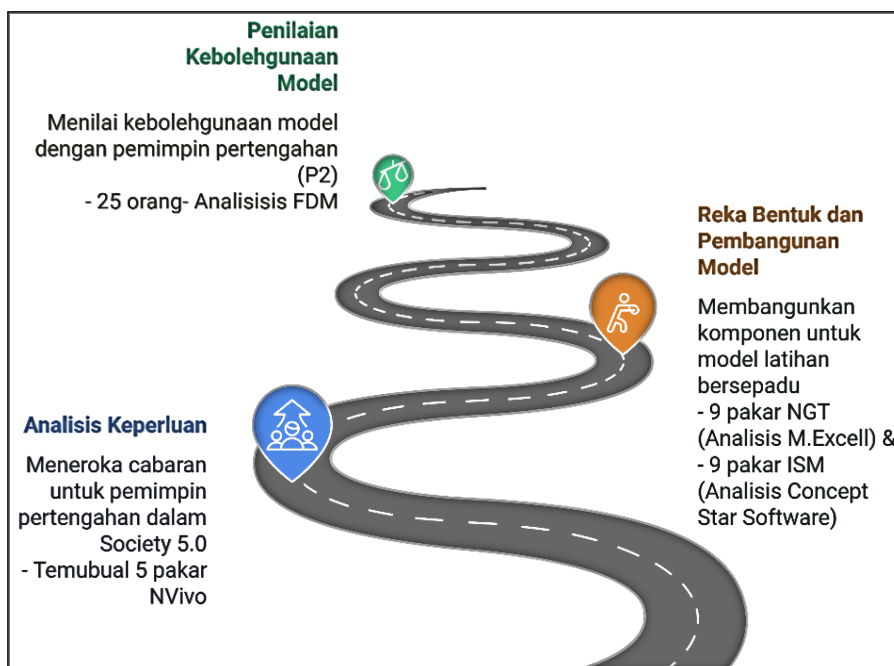 Penilaian
Kebolehgunaan
Model
Menilai kebolehgunaan model
dengan pemimpin pertengahan
(P2)
- 25 orang- Analisisis FDM
Reka Bentuk dan
Pembangunan
Model
Membangunkan
komponen untuk
model latihan
bersepadu
- 9 pakar NGT
(Analisis M.Excell) &
- 9 pakar ISM
(Analisis Concept
Star Software)
Analisis Keperluan
Meneroka cabaran
untuk pemimpin
pertengahan dalam
Society 5.0
- Temubual 5 pakar
NVivo